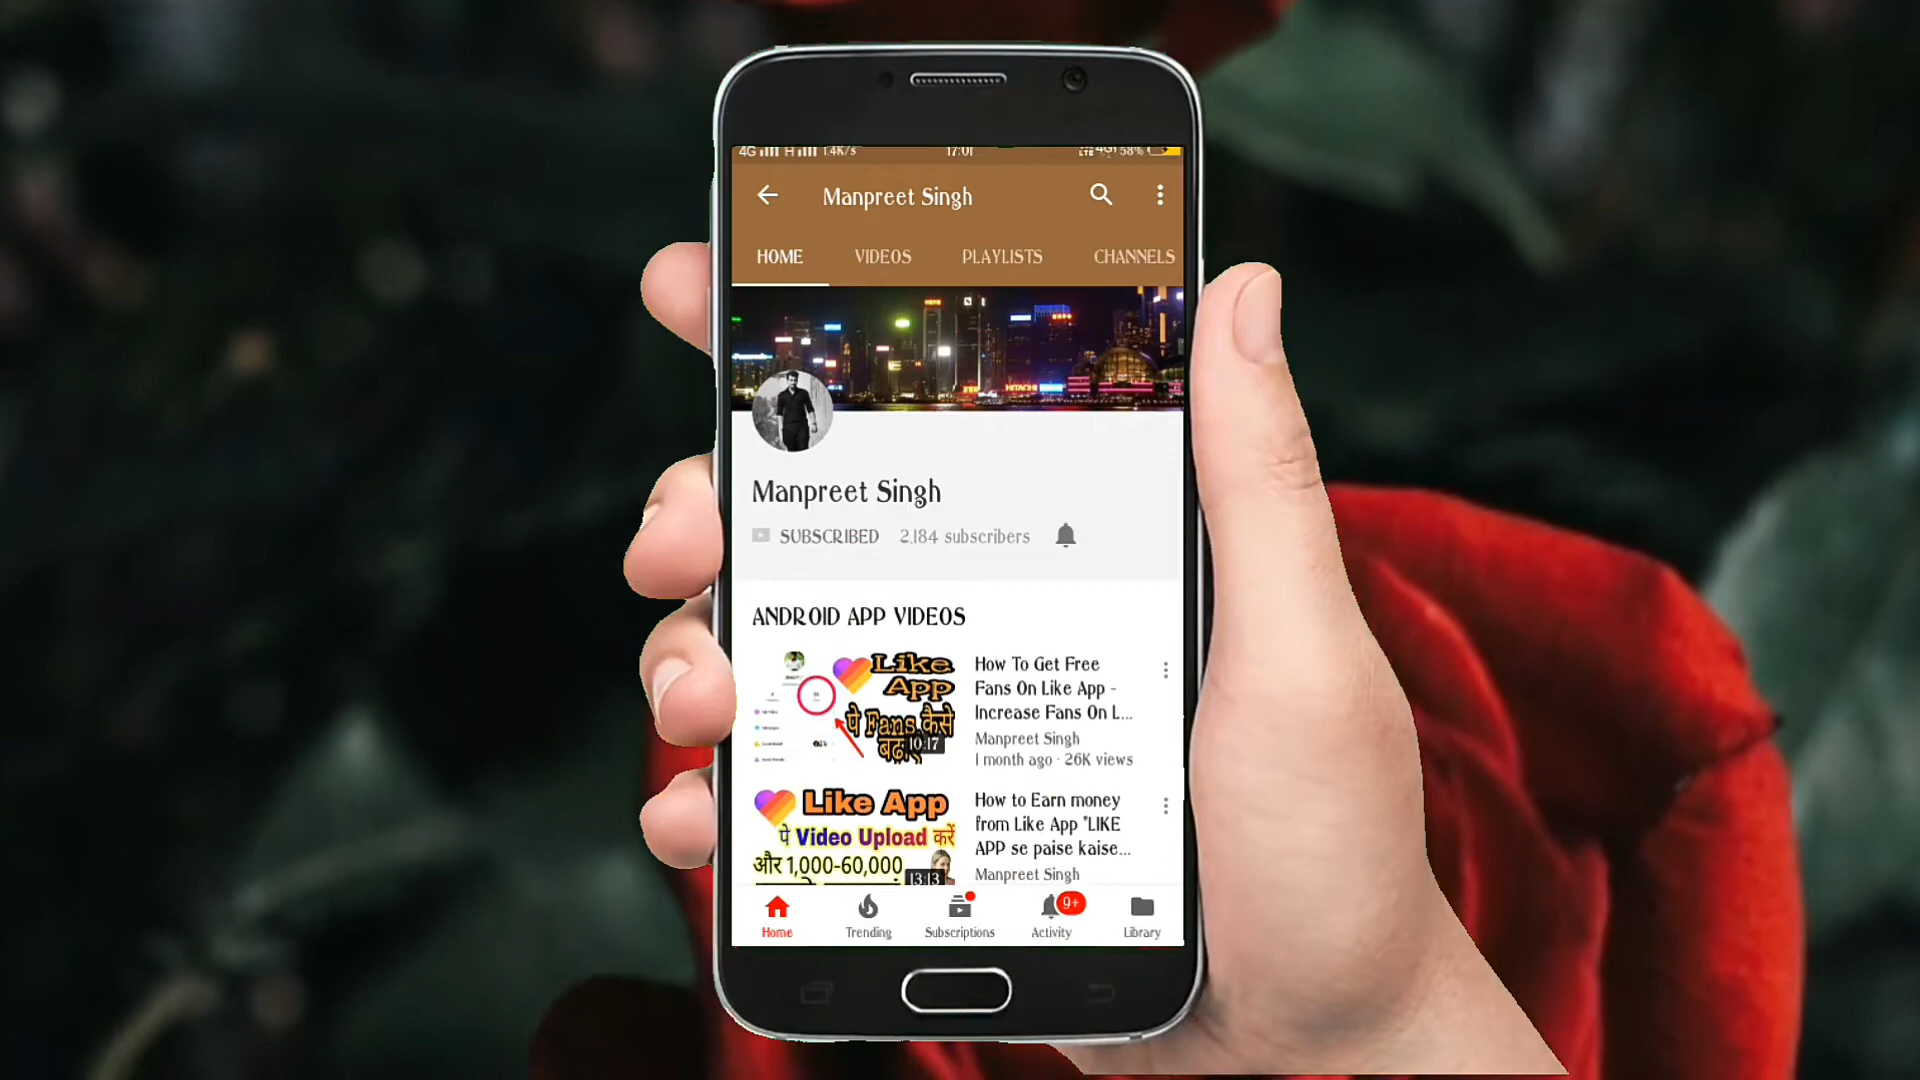 4G H 1.4K/s 17:01 LTE 4G 58%
Manpreet Singh
HOME VIDEOS PLAYLISTS CHANNELS
Panasonic
HITACHI
Manpreet Singh
SUBSCRIBED 2,184 subscribers
ANDROID APP VIDEOS
Like
App
पे Fans कैसे
10:17
How To Get Free
Fans On Like App -
Increase Fans On L...
Manpreet Singh
1 month ago · 26K views
Like App
पे Video Upload करें
और 1,000-60,000
13:13
How to Earn money
from Like App "LIKE
APP se paise kaise...
Manpreet Singh
9+
Home Trending Subscriptions Activity Library